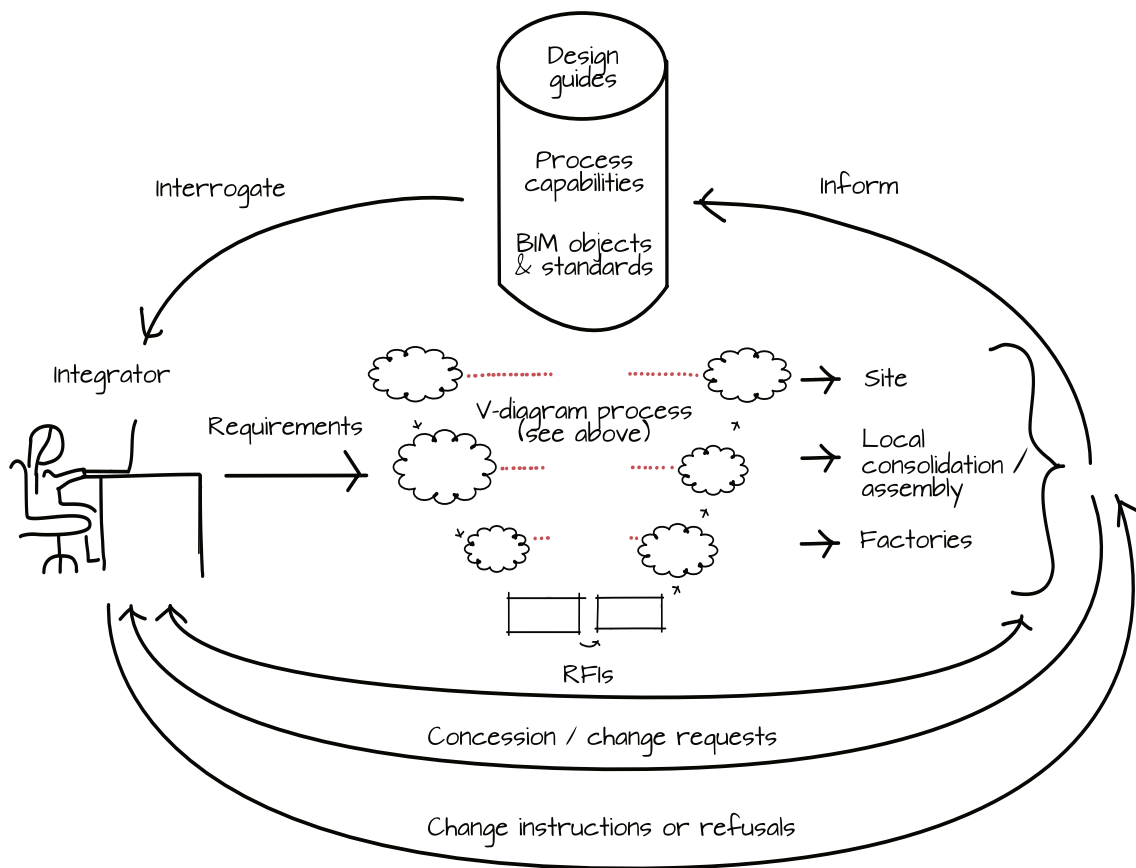 Design
guides
Process
capabilities
Interrogate
Inform
BIM objects
& standards
Integrator
Site
V-diagram process
(see above)
Requirements
Local
consolidation /
assembly
Factories
RFIs
Concession / change requests
Change instructions or refusals